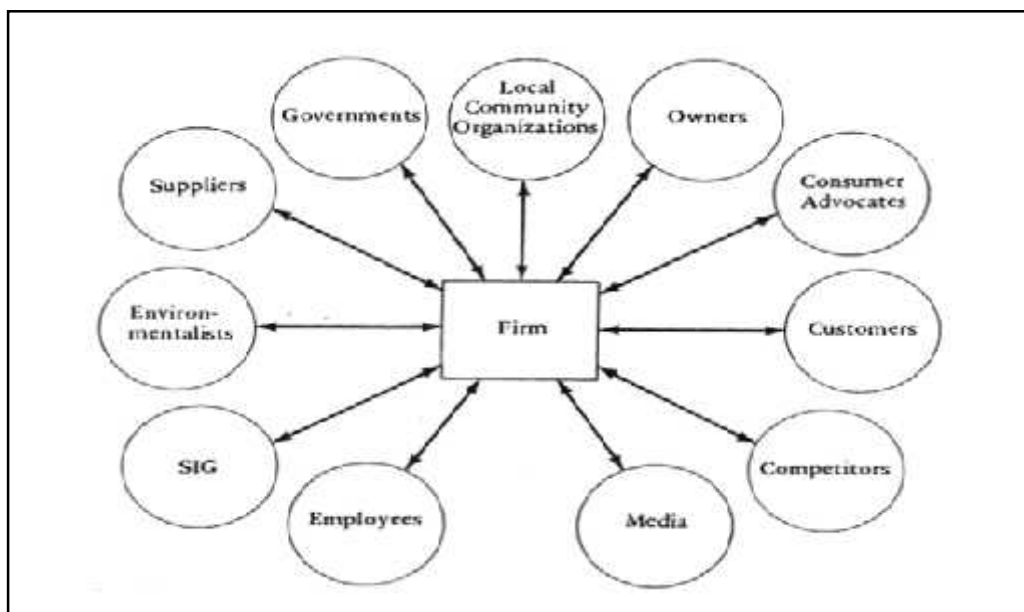 Governments
Local
Community
Organizations
Owners
Suppliers
Consumer
Advocates
Environ-
mentalists
Firm
Customers
SIG
Competitors
Employees
Media